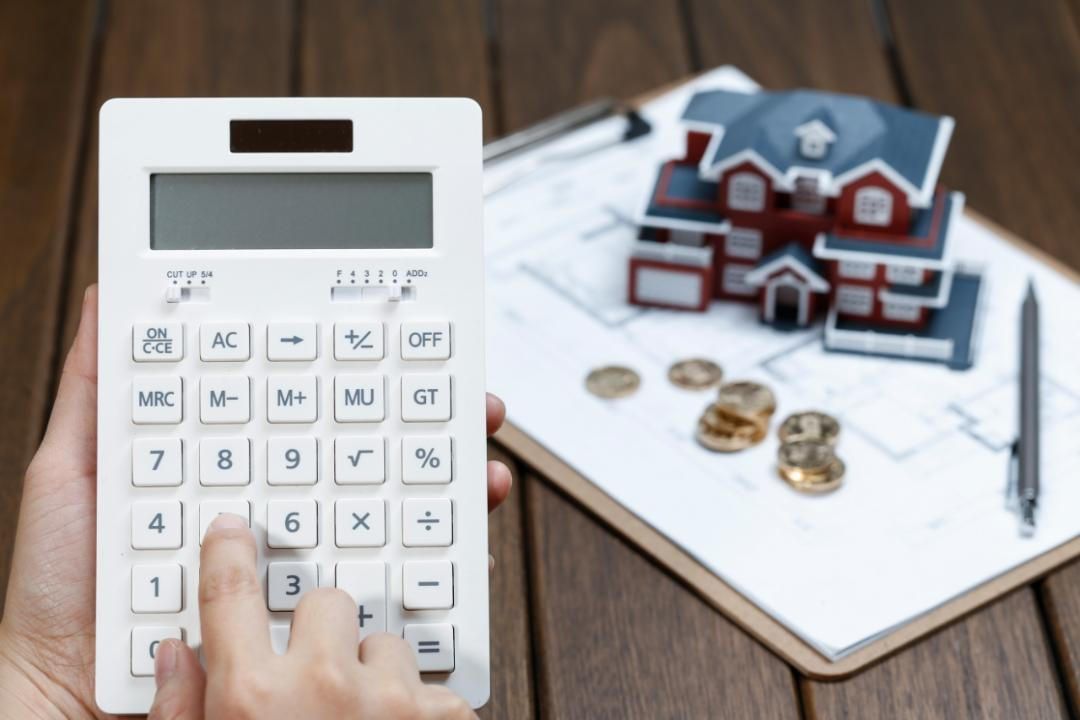 CUT UP 5/4
F 4 3 2 0 ADD2
ON
C·CE AC → +/− OFF
MRC M− M+ MU GT
7 8 9 √ %
4 6 × ÷
1 3 + −
0 =